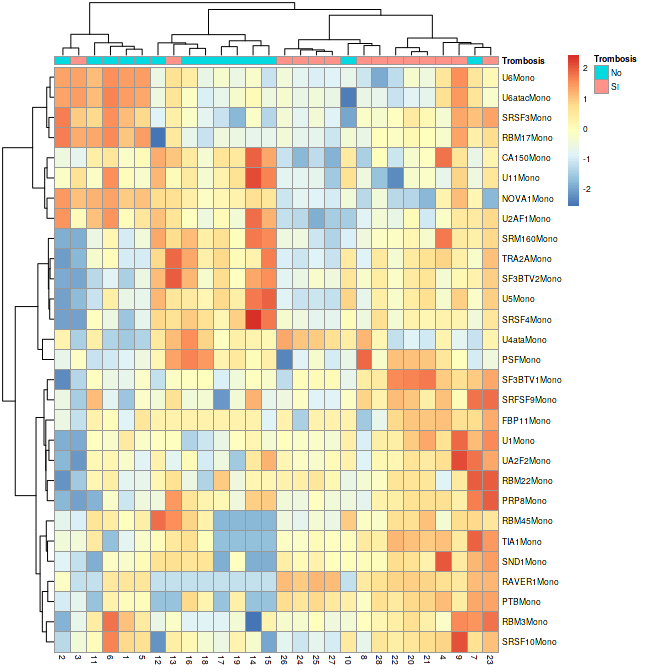 Trombosis
U6Mono
U6atacMono
SRSF3Mono
RBM17Mono
CA150Mono
U11Mono
NOVA1Mono
U2AF1Mono
SRM160Mono
TRA2AMono
SF3BTV2Mono
U5Mono
SRSF4Mono
U4ataMono
PSFMono
SF3BTV1Mono
SRFSF9Mono
FBP11Mono
U1Mono
UA2F2Mono
RBM22Mono
PRP8Mono
RBM45Mono
TIA1Mono
SND1Mono
RAVER1Mono
PTBMono
RBM3Mono
SRSF10Mono
2 3 11 6 1 5 12 13 16 18 17 19 14 15 26 24 25 27 10 8 28 22 20 21 4 9 7 23
2
1
0
-1
-2
Trombosis
No
SI